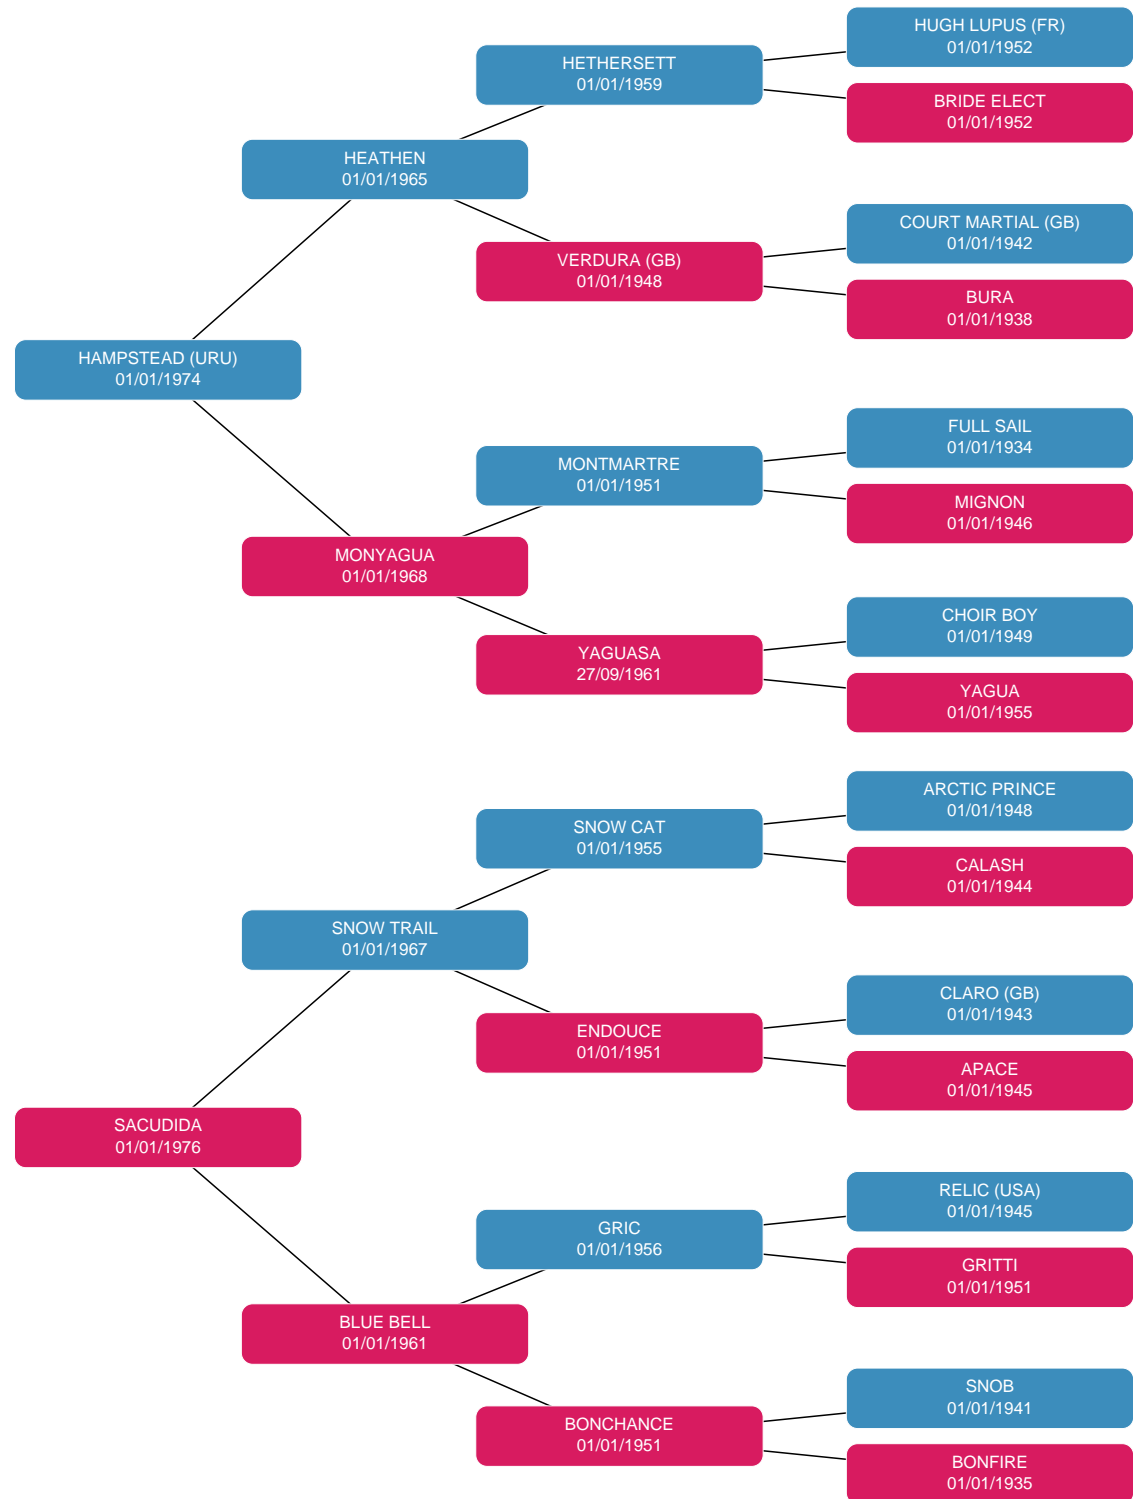 HUGH LUPUS (FR)
01/01/1952
HETHERSETT
01/01/1959
BRIDE ELECT
01/01/1952
HEATHEN
01/01/1965
COURT MARTIAL (GB)
01/01/1942
VERDURA (GB)
01/01/1948
BURA
01/01/1938
HAMPSTEAD (URU)
01/01/1974
FULL SAIL
01/01/1934
MONTMARTRE
01/01/1951
MIGNON
01/01/1946
MONYAGUA
01/01/1968
CHOIR BOY
01/01/1949
YAGUASA
27/09/1961
YAGUA
01/01/1955
ARCTIC PRINCE
01/01/1948
SNOW CAT
01/01/1955
CALASH
01/01/1944
SNOW TRAIL
01/01/1967
CLARO (GB)
01/01/1943
ENDOUCE
01/01/1951
APACE
01/01/1945
SACUDIDA
01/01/1976
RELIC (USA)
01/01/1945
GRIC
01/01/1956
GRITTI
01/01/1951
BLUE BELL
01/01/1961
SNOB
01/01/1941
BONCHANCE
01/01/1951
BONFIRE
01/01/1935